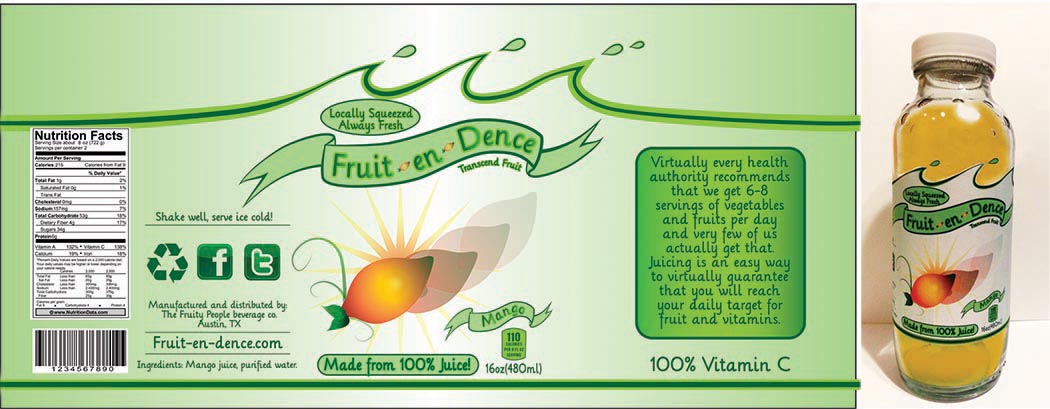 Nutrition Facts
Serving Size about 8 oz (722 g)
Servings per container 2
Amount Per Serving
Calories 215 Calories from Fat 9
% Daily Value*
Total Fat 1g 2%
Saturated Fat 0g 1%
Trans Fat
Cholesterol 0mg 0%
Sodium 157mg 7%
Total Carbohydrate 53g 18%
Dietary Fiber 4g 17%
Sugars 34g
Protein
Vitamin A 132% • Vitamin C 138%
Calcium 19% • Iron 18%
©www.NutritionData.com
1234567890
Shake well, serve ice cold!
Manufactured and distributed by:
The Fruity People beverage co.
Austin, TX
Fruit-en-dence.com
Ingredients: Mango juice, purified water.
Locally Squeezed
Always Fresh
Fruit en Dence
Transcend Fruit
Mango
110
CALORIES
PER 8 FL OZ
SERVING
Made from 100% Juice!
16oz(480ml)
Virtually every health
authority recommends
that we get 6-8
servings of vegetables
and fruits per day
and very few of us
actually get that.
Juicing is an easy way
to virtually guarantee
that you will reach
your daily target for
fruit and vitamins.
100% Vitamin C
Locally Squeezed
Always Fresh
Fruit en Dence
Transcend Fruit
Mango
Made from 100% Juice!
16oz(480ml)